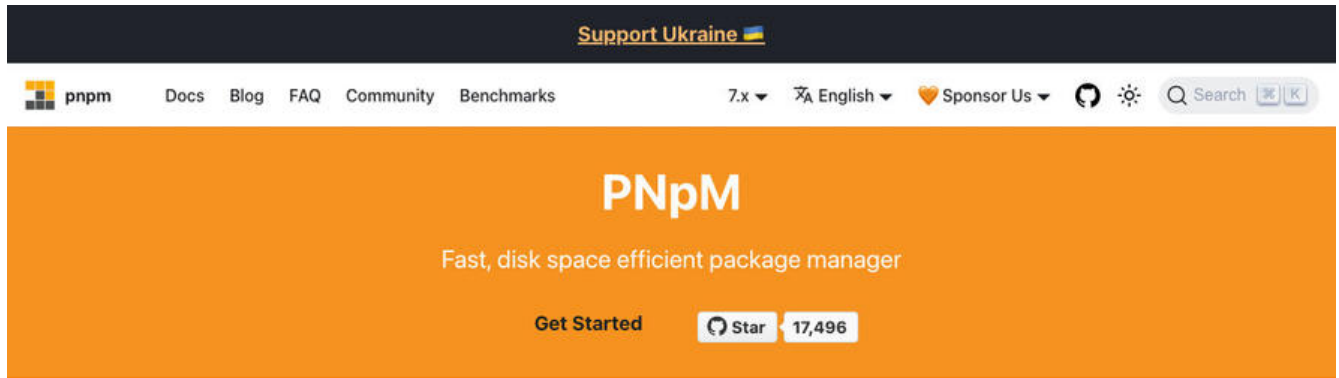 Support Ukraine 🇺🇦
pnpm Docs Blog FAQ Community Benchmarks 7.x English 🧡 Sponsor Us Search ⌘ K
PNpM
Fast, disk space efficient package manager
Get Started Star 17,496